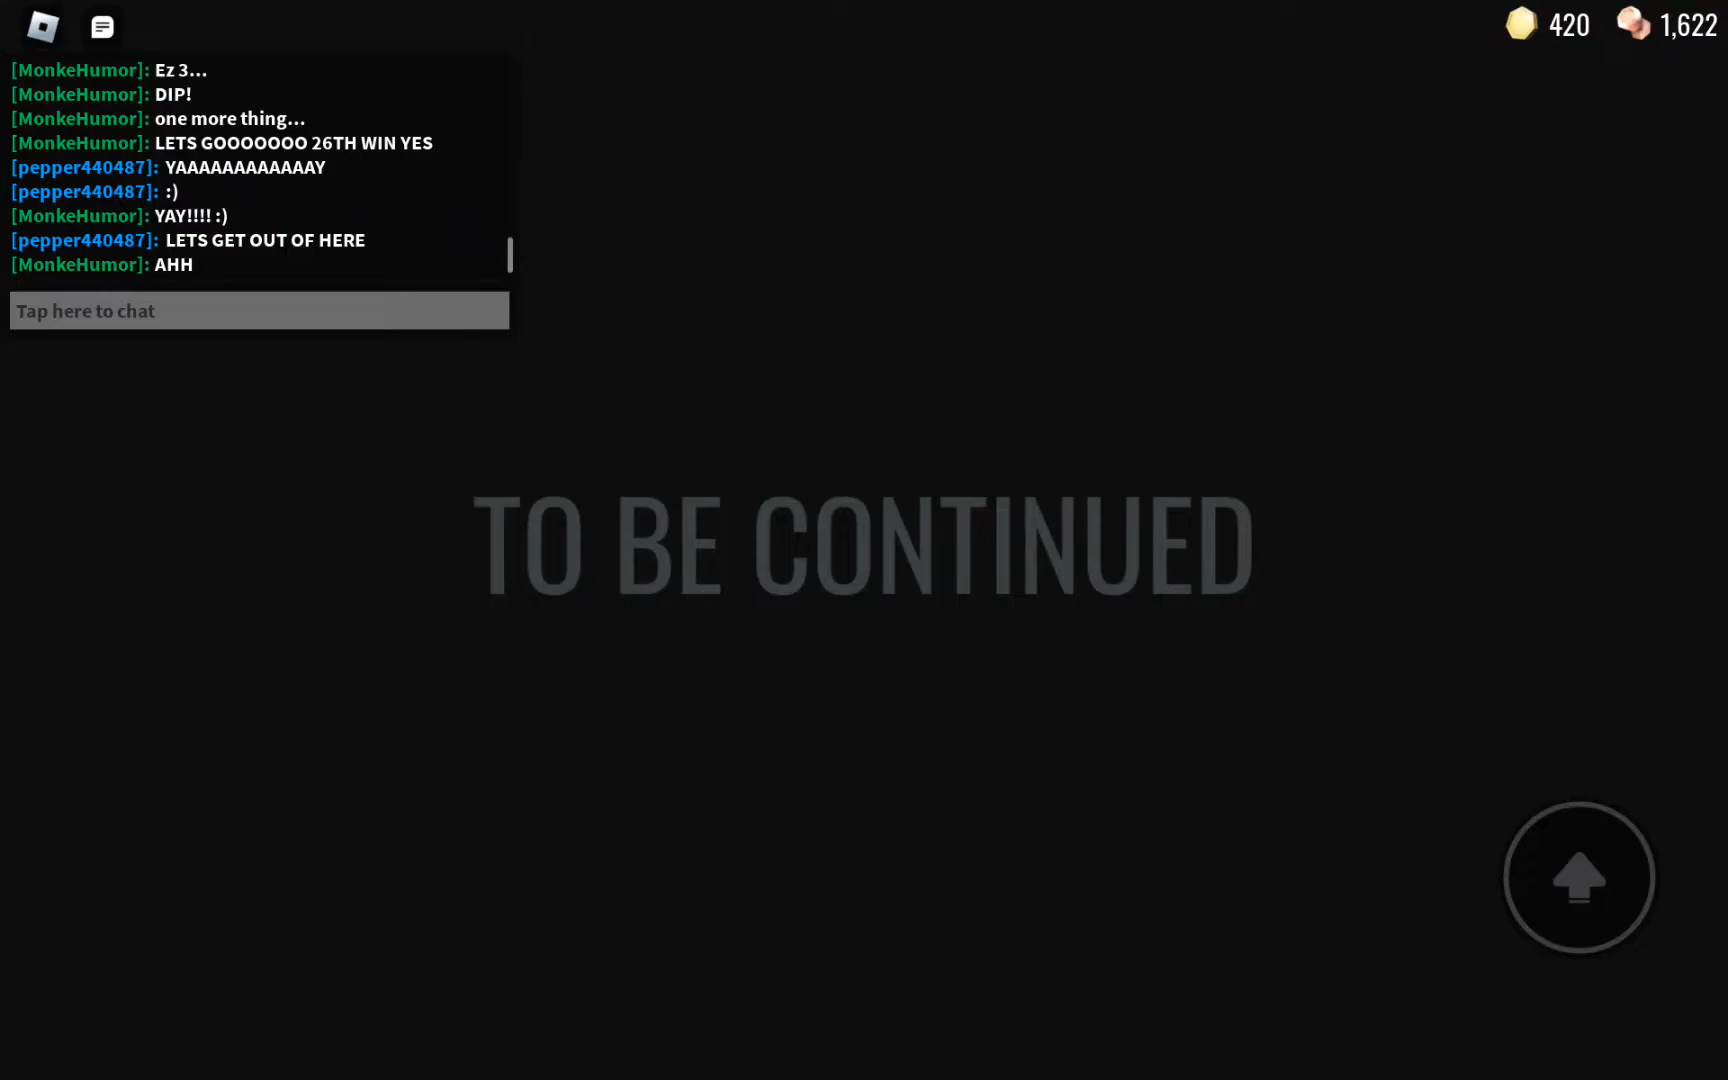 420 1,622
[MonkeHumor]: Ez 3...
[MonkeHumor]: DIP!
[MonkeHumor]: one more thing...
[MonkeHumor]: LETS GOOOOOOO 26TH WIN YES
[pepper440487]: YAAAAAAAAAAAAY
[pepper440487]: :)
[MonkeHumor]: YAY!!!! :)
[pepper440487]: LETS GET OUT OF HERE
[MonkeHumor]: AHH
Tap here to chat
TO BE CONTINUED